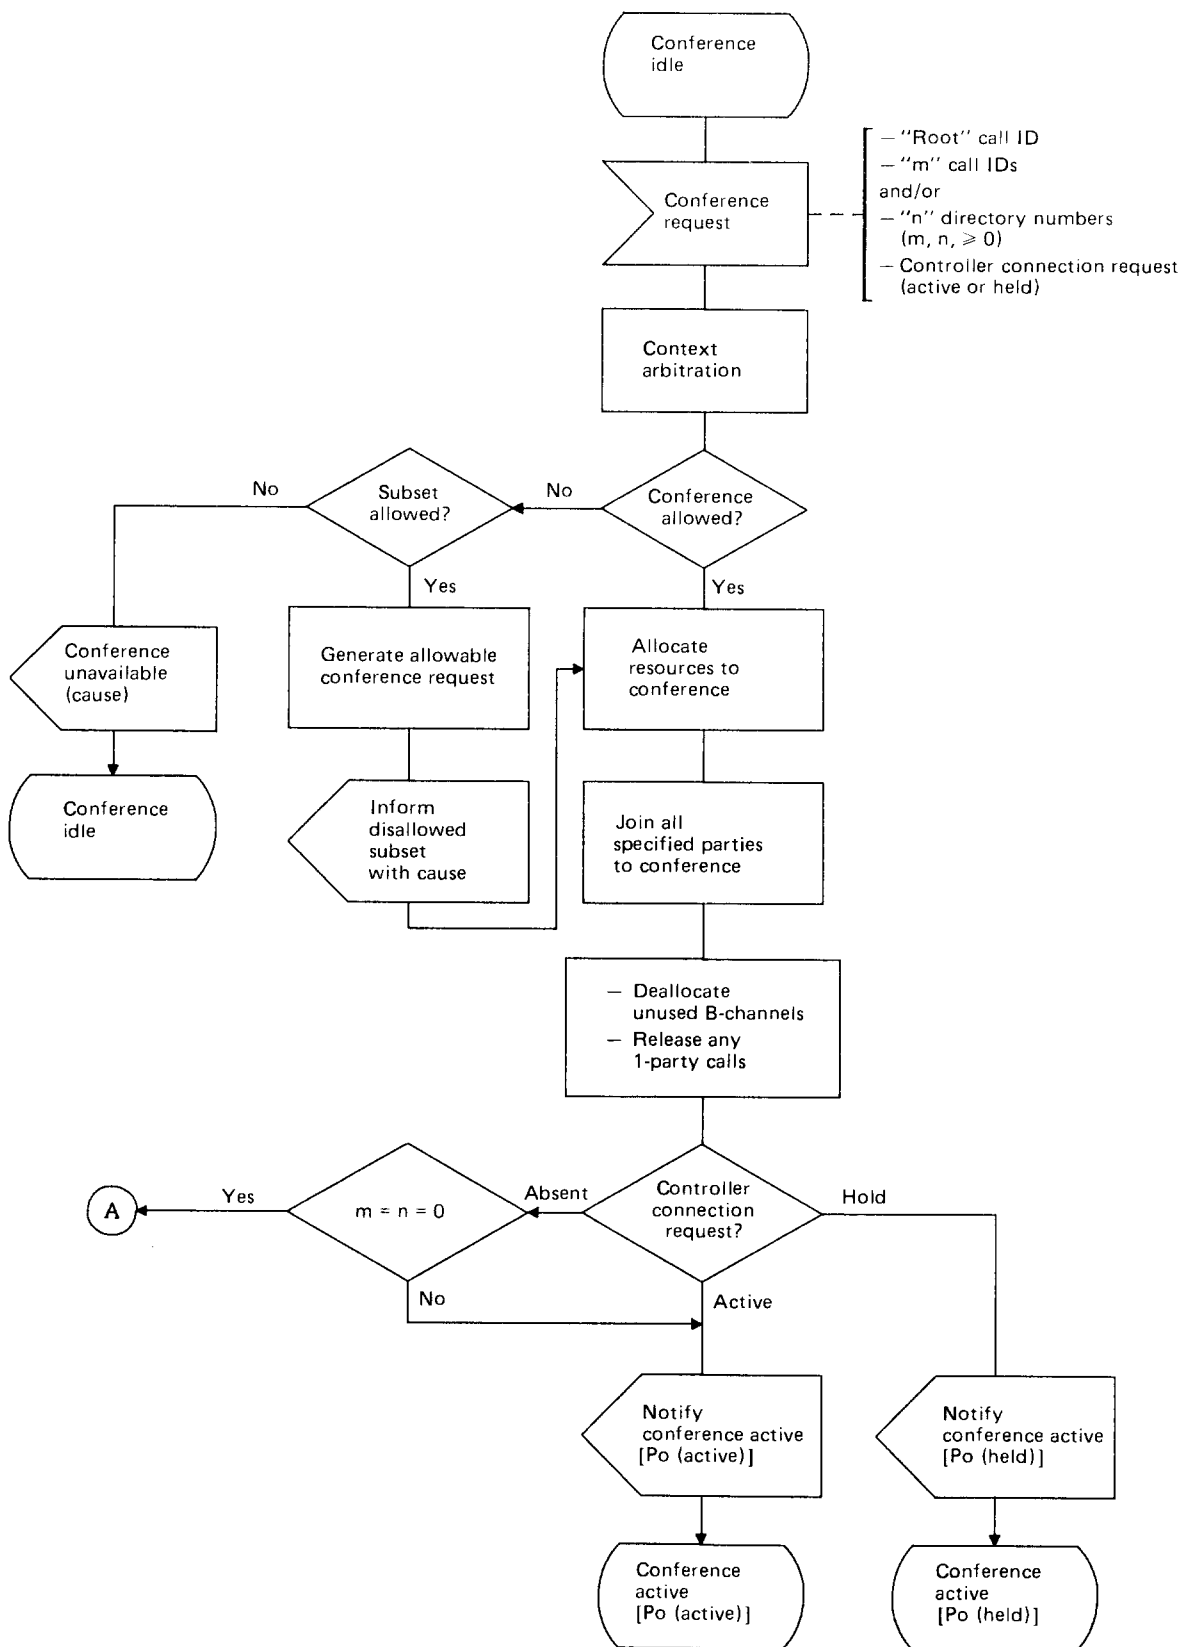 Conference
idle
Conference
request
— "Root" call ID
— "m" call IDs
and/or
— "n" directory numbers
(m, n, ⩾ 0)
— Controller connection request
(active or held)
Context
arbitration
No
Subset
allowed?
No
Conference
allowed?
Yes
Yes
Conference
unavailable
(cause)
Generate allowable
conference request
Allocate
resources to
conference
Conference
idle
Inform
disallowed
subset
with cause
Join all
specified parties
to conference
— Deallocate
unused B-channels
— Release any
1-party calls
A
Yes
m = n = 0
Absent
Controller
connection
request?
Hold
No
Active
Notify
conference active
[Po (active)]
Notify
conference active
[Po (held)]
Conference
active
[Po (active)]
Conference
active
[Po (held)]